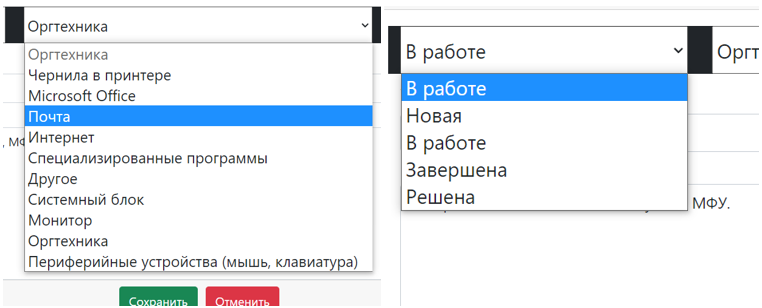 Оргтехника
Оргтехника
Чернила в принтере
Microsoft Office
Почта
Интернет
Специализированные программы
Другое
Системный блок
Монитор
Оргтехника
Периферийные устройства (мышь, клавиатура)
Сохранить Отменить
В работе
В работе
Новая
В работе
Завершена
Решена
МФУ.